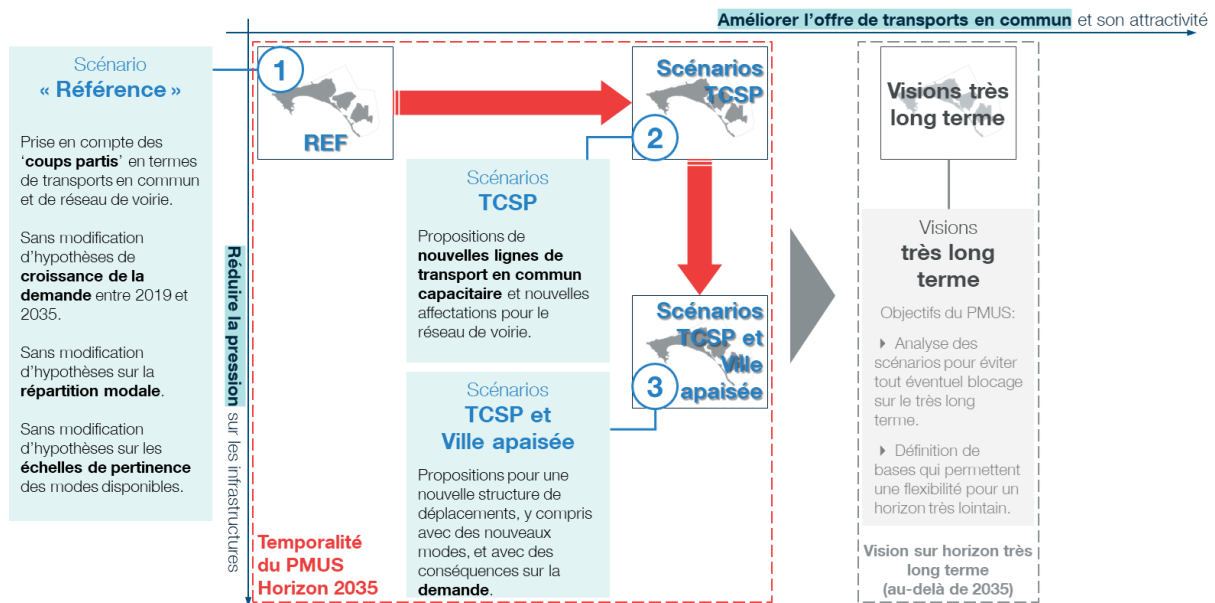 Améliorer l'offre de transports en commun et son attractivité
Scénario
« Référence »
Prise en compte des
‘coups partis’ en termes
de transports en commun
et de réseau de voirie.
Sans modification
d'hypothèses de
croissance de la
demande entre 2019 et
2035.
Sans modification
d'hypothèses sur la
répartition modale.
Sans modification
d'hypothèses sur les
échelles de pertinence
des modes disponibles.
Réduire la pression sur les infrastructures
1
REF
Scénarios
TCSP
2
Scénarios
TCSP
Propositions de
nouvelles lignes de
transport en commun
capacitaire et nouvelles
affectations pour le
réseau de voirie.
Scénarios
TCSP et
Ville
apaisée
3
Scénarios
TCSP et
Ville apaisée
Propositions pour une
nouvelle structure de
déplacements, y compris
avec des nouveaux
modes, et avec des
conséquences sur la
demande.
Temporalité
du PMUS
Horizon 2035
Visions très
long terme
Visions
très long
terme
Objectifs du PMUS:
Analyse des
scénarios pour éviter
tout éventuel blocage
sur le très long
terme.
Définition de
bases qui permettent
une flexibilité pour un
horizon très lointain.
Vision sur horizon très
long terme
(au-delà de 2035)